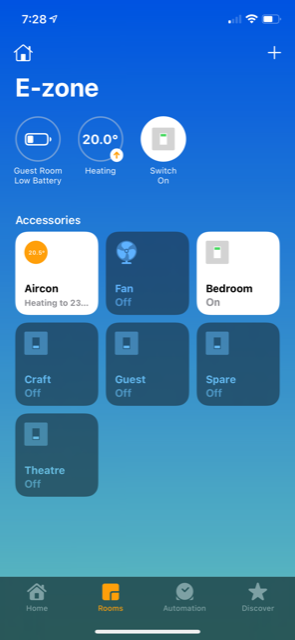 7:28
E-zone
20.0°
Guest Room
Low Battery
Heating
Switch
On
Accessories
20.5°
Aircon
Heating to 23...
Fan
Off
Bedroom
On
Craft
Off
Guest
Off
Spare
Off
Theatre
Off
Home
Rooms
Automation
Discover